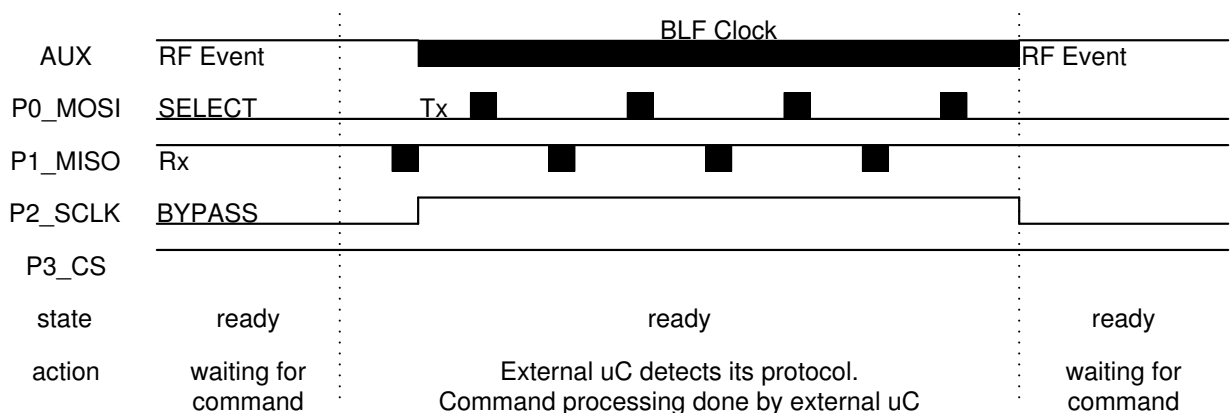 BLF Clock
AUX RF Event RF Event
P0_MOSI SELECT Tx
P1_MISO Rx
P2_SCLK BYPASS
P3_CS
state ready ready ready
action waiting for External uC detects its protocol. waiting for
command Command processing done by external uC command